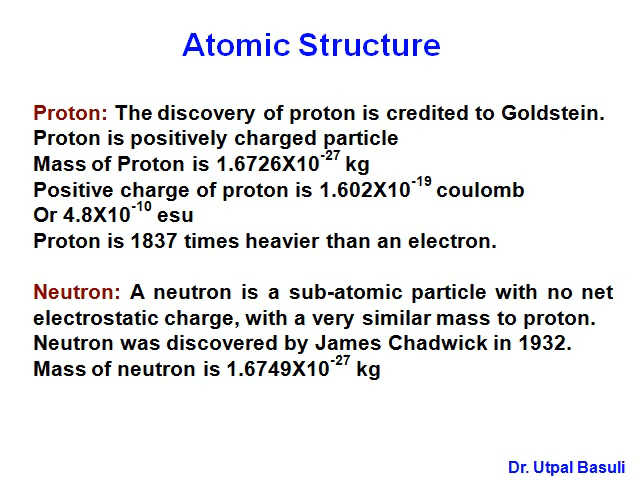 Atomic Structure
Proton: The discovery of proton is credited to Goldstein.
Proton is positively charged particle
Mass of Proton is 1.6726X10⁻²⁷ kg
Positive charge of proton is 1.602X10⁻¹⁹ coulomb
Or 4.8X10⁻¹⁰ esu
Proton is 1837 times heavier than an electron.
Neutron: A neutron is a sub-atomic particle with no net
electrostatic charge, with a very similar mass to proton.
Neutron was discovered by James Chadwick in 1932.
Mass of neutron is 1.6749X10⁻²⁷ kg
Dr. Utpal Basuli